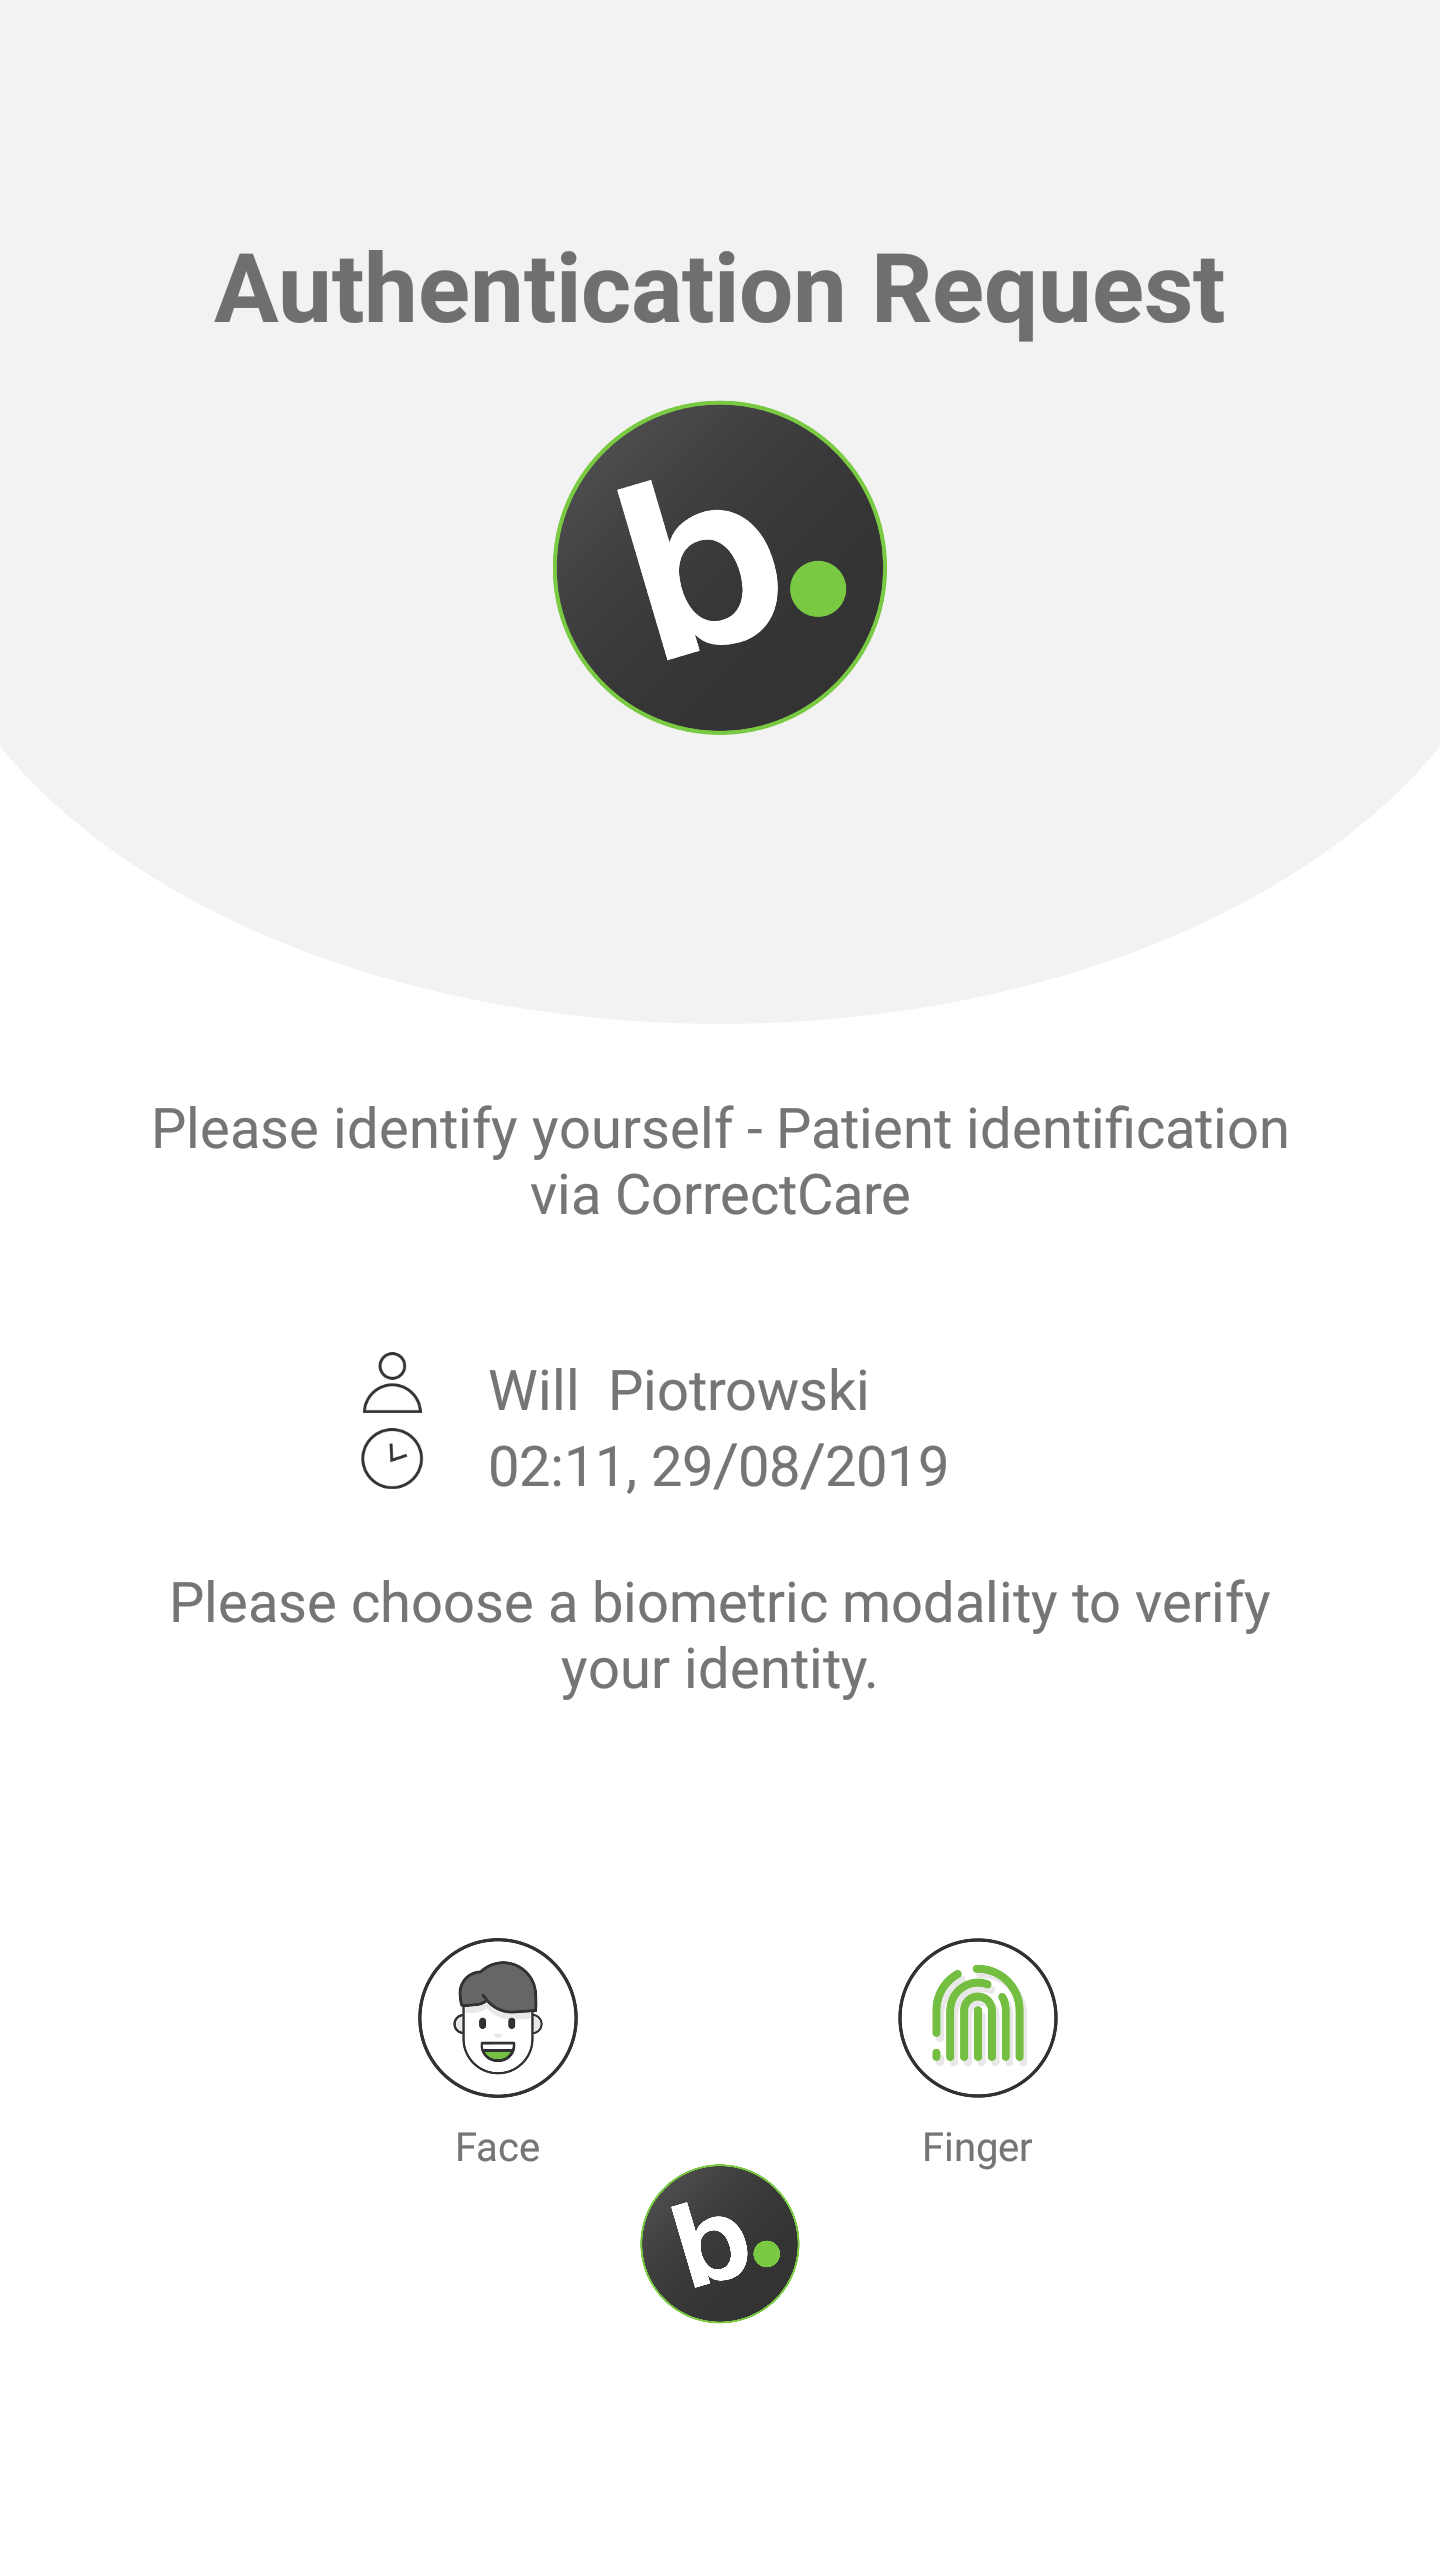 Authentication Request
b.
Please identify yourself - Patient identification
via CorrectCare
Will  Piotrowski
02:11, 29/08/2019
Please choose a biometric modality to verify
your identity.
Face
Finger
b.